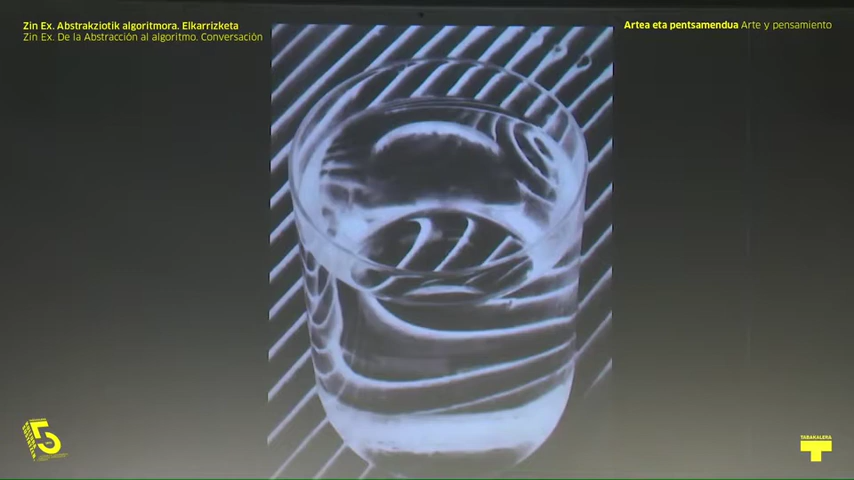 Zin Ex. Abstrakziotik algoritmora. Elkarrizketa
Zin Ex. De la Abstracción al algoritmo. Conversación
Artea eta pentsamendua Arte y pensamiento
5
TABAKALERA